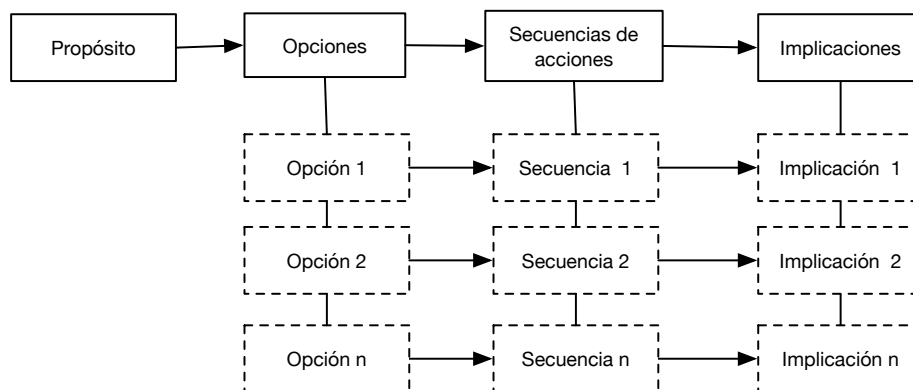 Propósito
Opciones
Secuencias de
acciones
Implicaciones
Opción 1
Secuencia 1
Implicación 1
Opción 2
Secuencia 2
Implicación 2
Opción n
Secuencia n
Implicación n